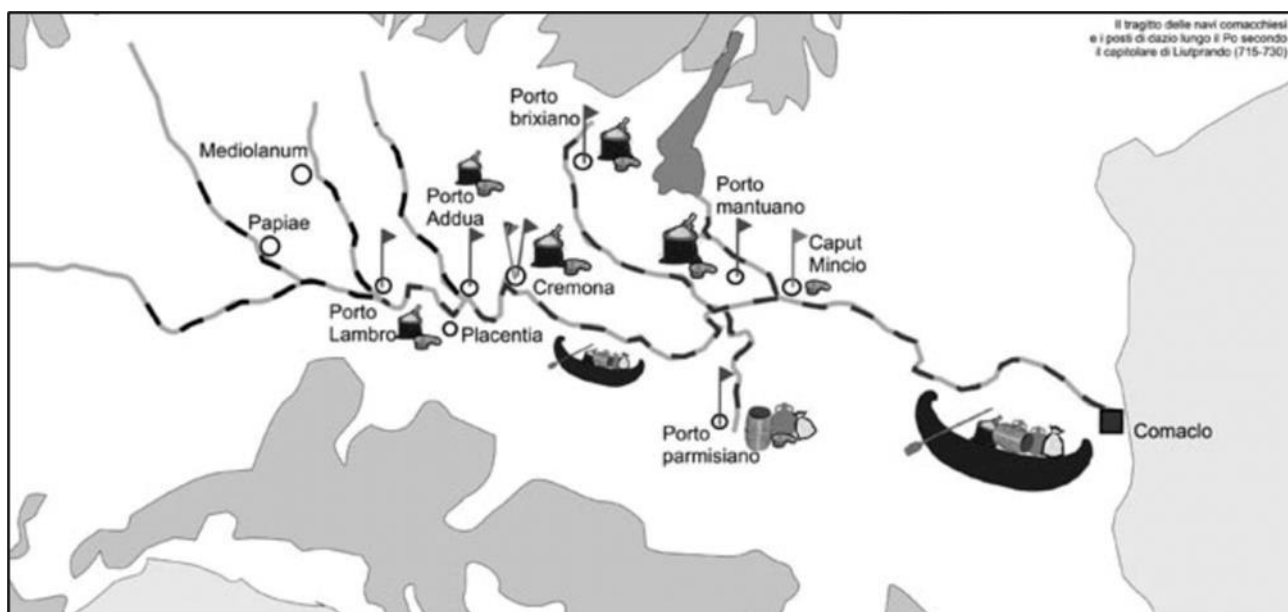 Il tragitto delle navi comacchiesi
e i posti di dazio lungo il Po secondo
il capitolare di Liutprando (715-730)
Porto
brixiano
Mediolanum
Porto
Addua
Porto
mantuano
Papiae
Caput
Mincio
Cremona
Porto
Lambro
Placentia
Porto
parmisiano
Comaclo